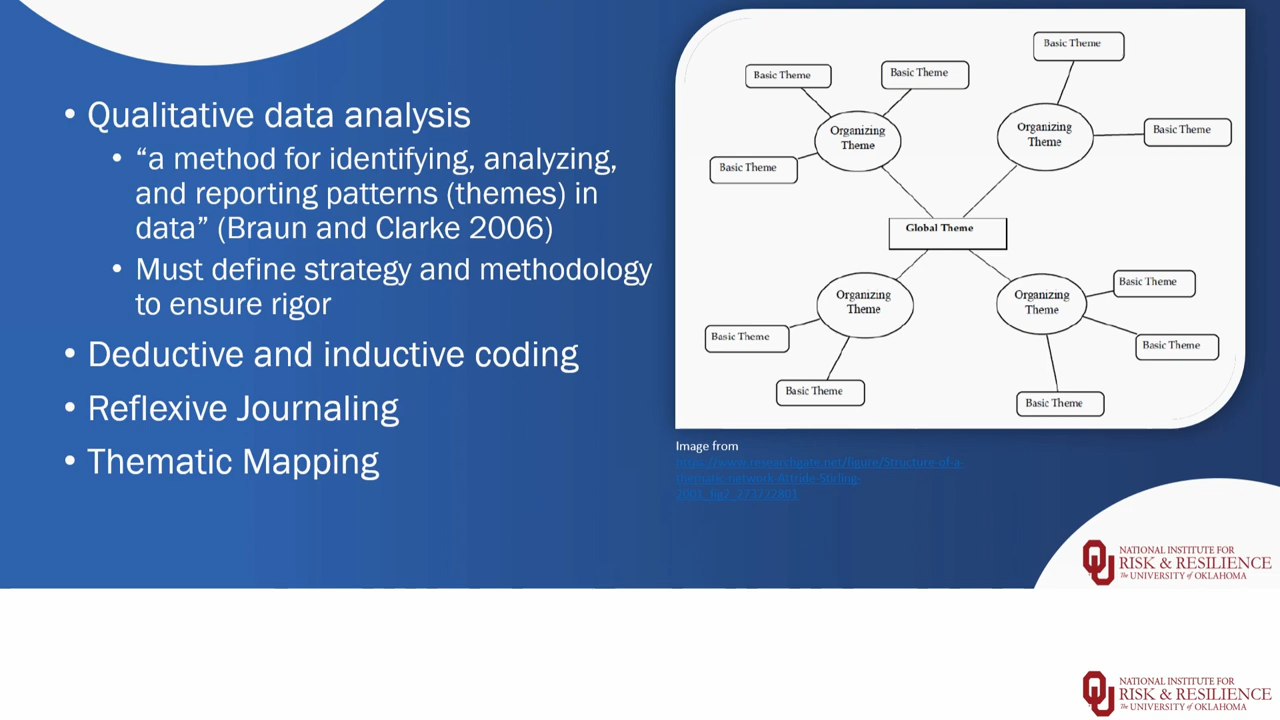 • Qualitative data analysis
• “a method for identifying, analyzing,
and reporting patterns (themes) in
data” (Braun and Clarke 2006)
• Must define strategy and methodology
to ensure rigor
• Deductive and inductive coding
• Reflexive Journaling
• Thematic Mapping
Basic Theme
Basic Theme
Basic Theme
Organizing
Theme
Basic Theme
Basic Theme
Organizing
Theme
Global Theme
Organizing
Theme
Basic Theme
Basic Theme
Organizing
Theme
Basic Theme
Basic Theme
Basic Theme
Image from
https://www.researchgate.net/figure/Structure-of-a-
thematic-network-Attride-Stirling-
2001_fig2_273772801
OU
NATIONAL INSTITUTE FOR
RISK & RESILIENCE
The UNIVERSITY of OKLAHOMA
OU
NATIONAL INSTITUTE FOR
RISK & RESILIENCE
The UNIVERSITY of OKLAHOMA